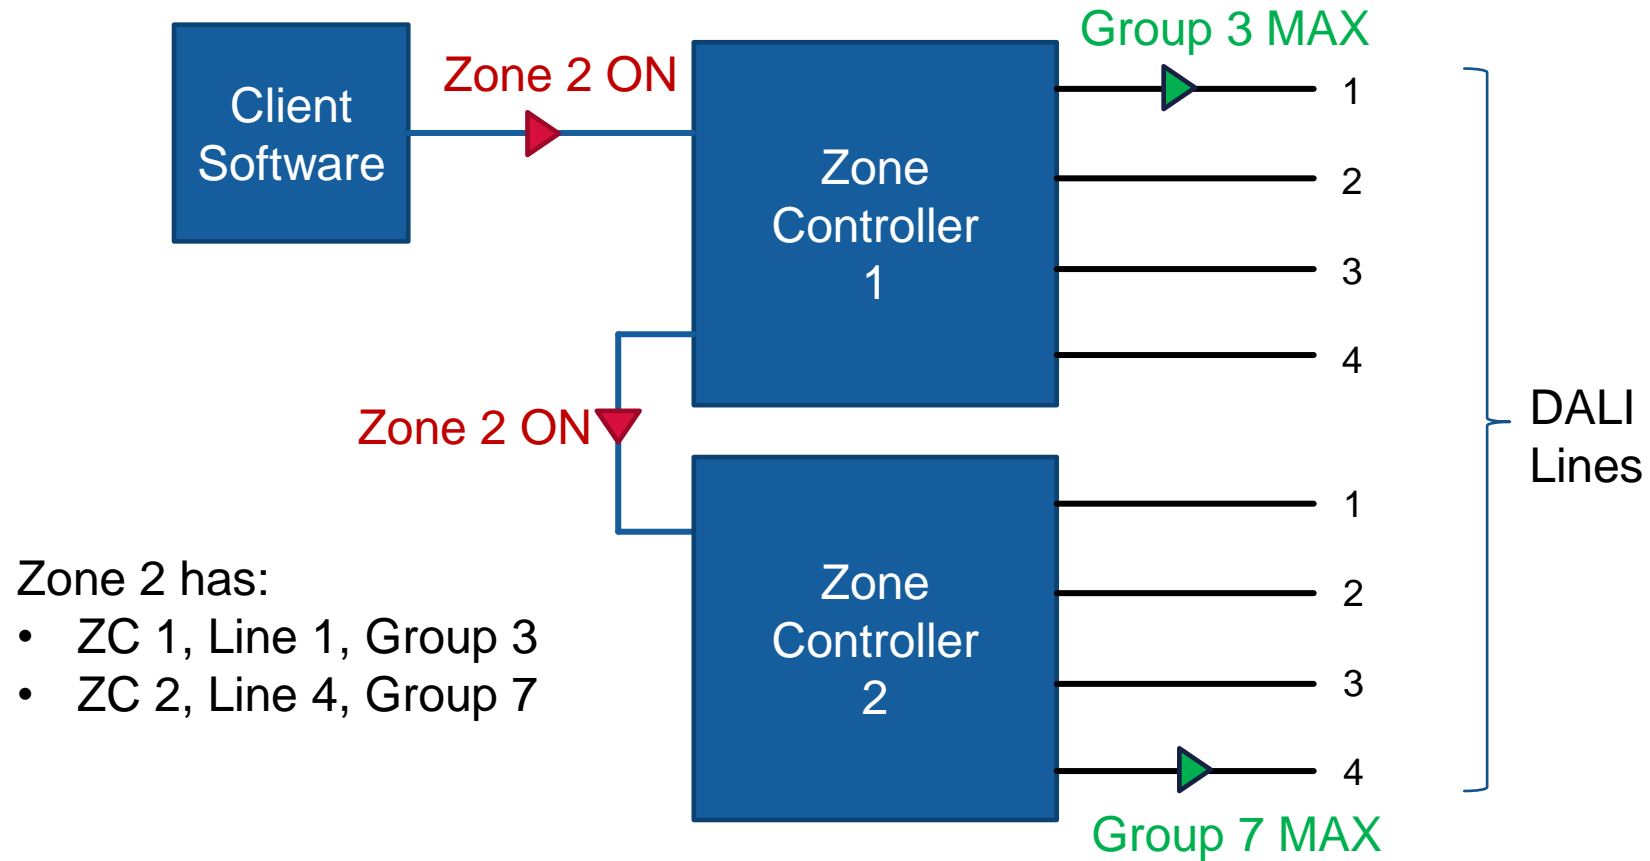 Group 3 MAX
Zone 2 ON
Client
Software
Zone
Controller
1
1
2
3
4
Zone 2 ON
DALI
Lines
Zone 2 has:
• ZC 1, Line 1, Group 3
• ZC 2, Line 4, Group 7
Zone
Controller
2
1
2
3
4
Group 7 MAX